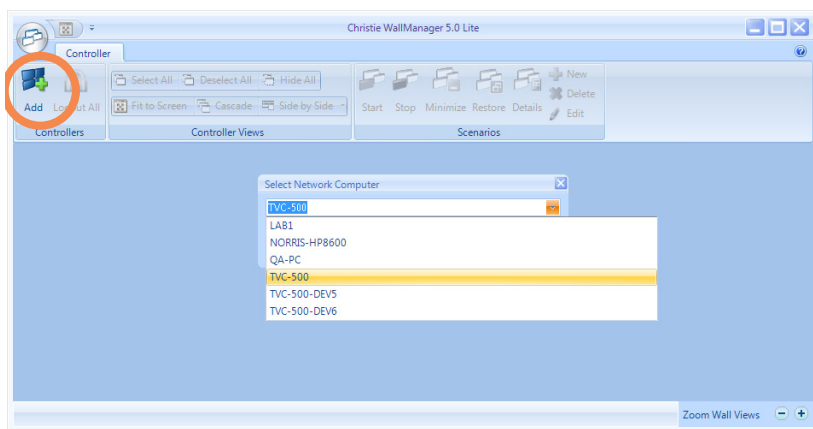 Christie WallManager 5.0 Lite
Controller
Select All Deselect All Hide All
New
Delete
Add Log Out All Fit to Screen Cascade Side by Side Start Stop Minimize Restore Details Edit
Controllers Controller Views Scenarios
Select Network Computer
TVC-500
LAB1
NORRIS-HP8600
QA-PC
TVC-500
TVC-500-DEV5
TVC-500-DEV6
Zoom Wall Views